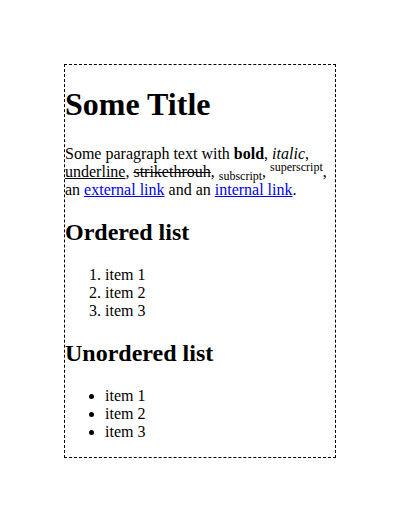 Some Title
Some paragraph text with bold, italic,
underline, strikethrouh, subscript, superscript,
an external link and an internal link.
Ordered list
1. item 1
2. item 2
3. item 3
Unordered list
• item 1
• item 2
• item 3